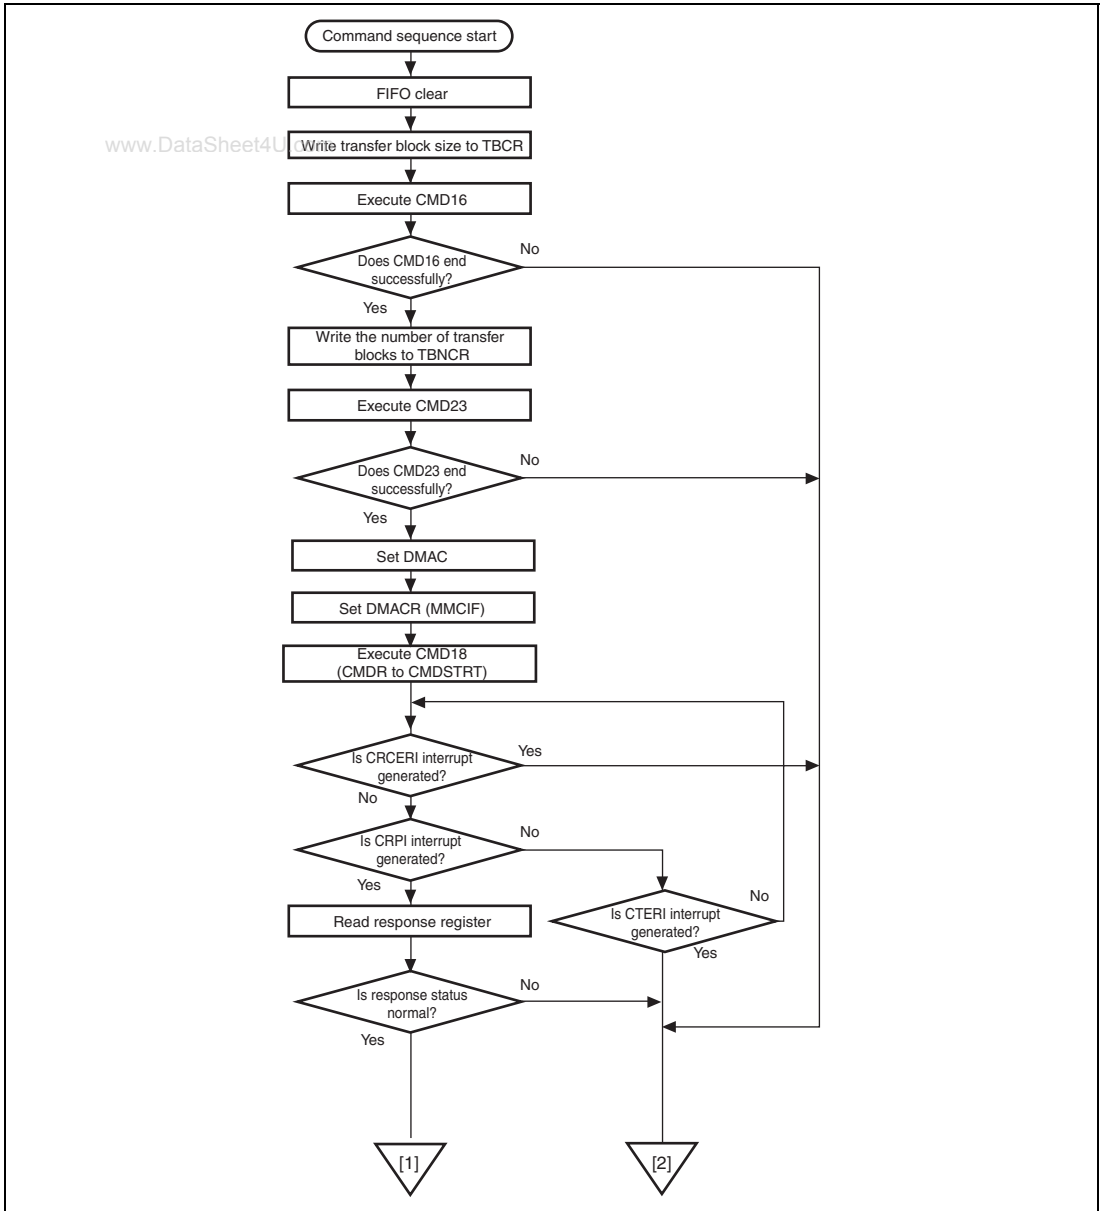 Command sequence start
FIFO clear
www.DataSheet4U.com
Write transfer block size to TBCR
Execute CMD16
No
Does CMD16 end
successfully?
Yes
Write the number of transfer
blocks to TBNCR
Execute CMD23
No
Does CMD23 end
successfully?
Yes
Set DMAC
Set DMACR (MMCIF)
Execute CMD18
(CMDR to CMDSTRT)
Is CRCERI interrupt
generated?
Yes
No
Is CRPI interrupt
generated?
No
Yes
Read response register
Is CTERI interrupt
generated?
No
Yes
Is response status
normal?
No
Yes
[1]
[2]